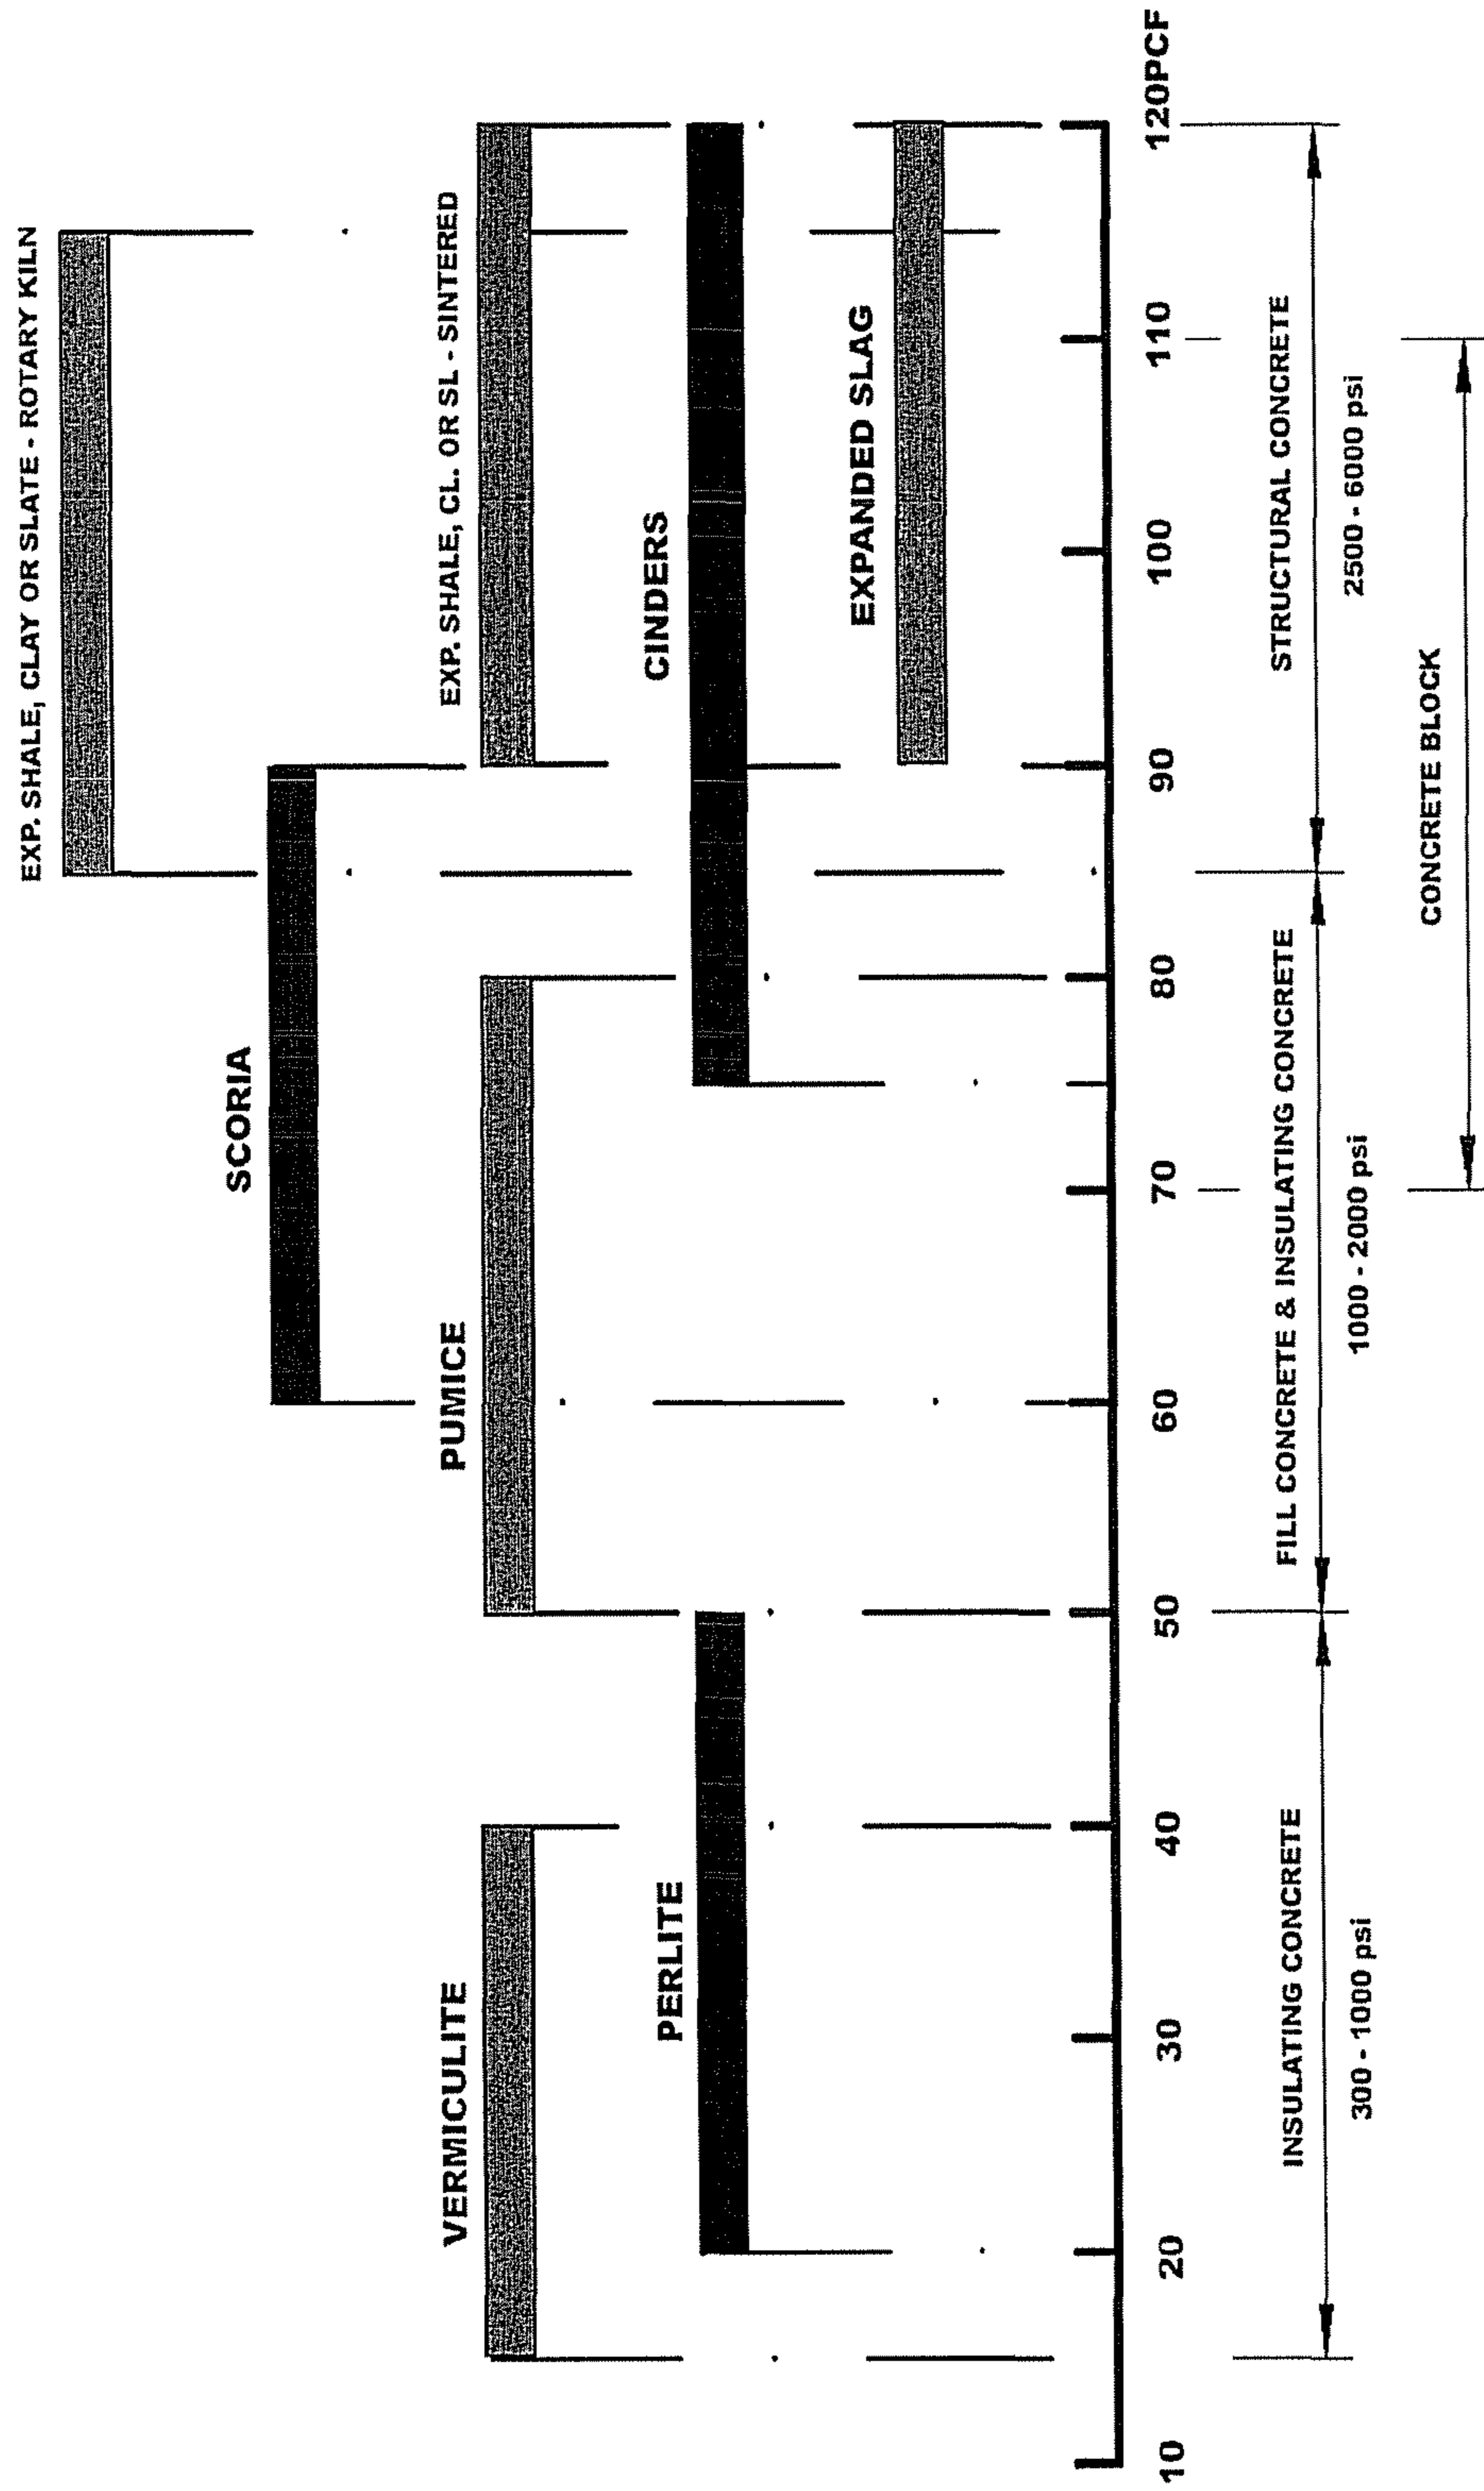 EXP. SHALE, CLAY OR SLATE - ROTARY KILN
SCORIA
VERMICULITE
PUMICE
EXP. SHALE, CL. OR SL - SINTERED
PERLITE
CINDERS
EXPANDED SLAG
10
20
30
40
50
60
70
80
90
100
110
120PCF
INSULATING CONCRETE
FILL CONCRETE & INSULATING CONCRETE
STRUCTURAL CONCRETE
300 - 1000 psi
1000 - 2000 psi
2500 - 6000 psi
CONCRETE BLOCK